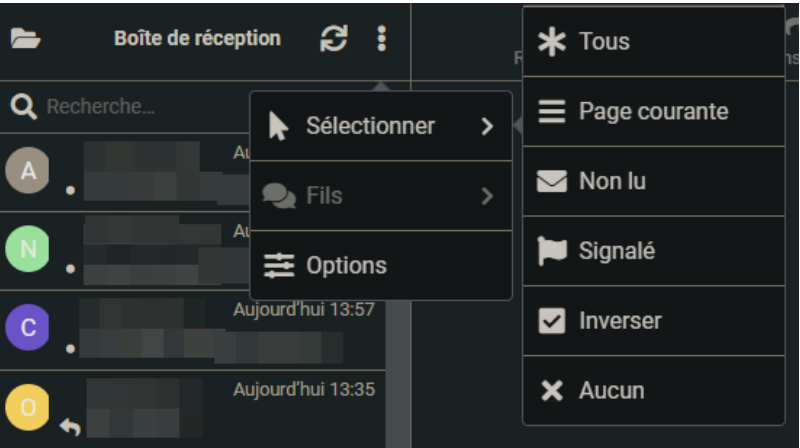 Boîte de réception
Recherche...
Sélectionner
Fils
Options
Tous
Page courante
Non lu
Signalé
Inverser
Aucun
A
N
C
Aujourd'hui 13:57
O
Aujourd'hui 13:35